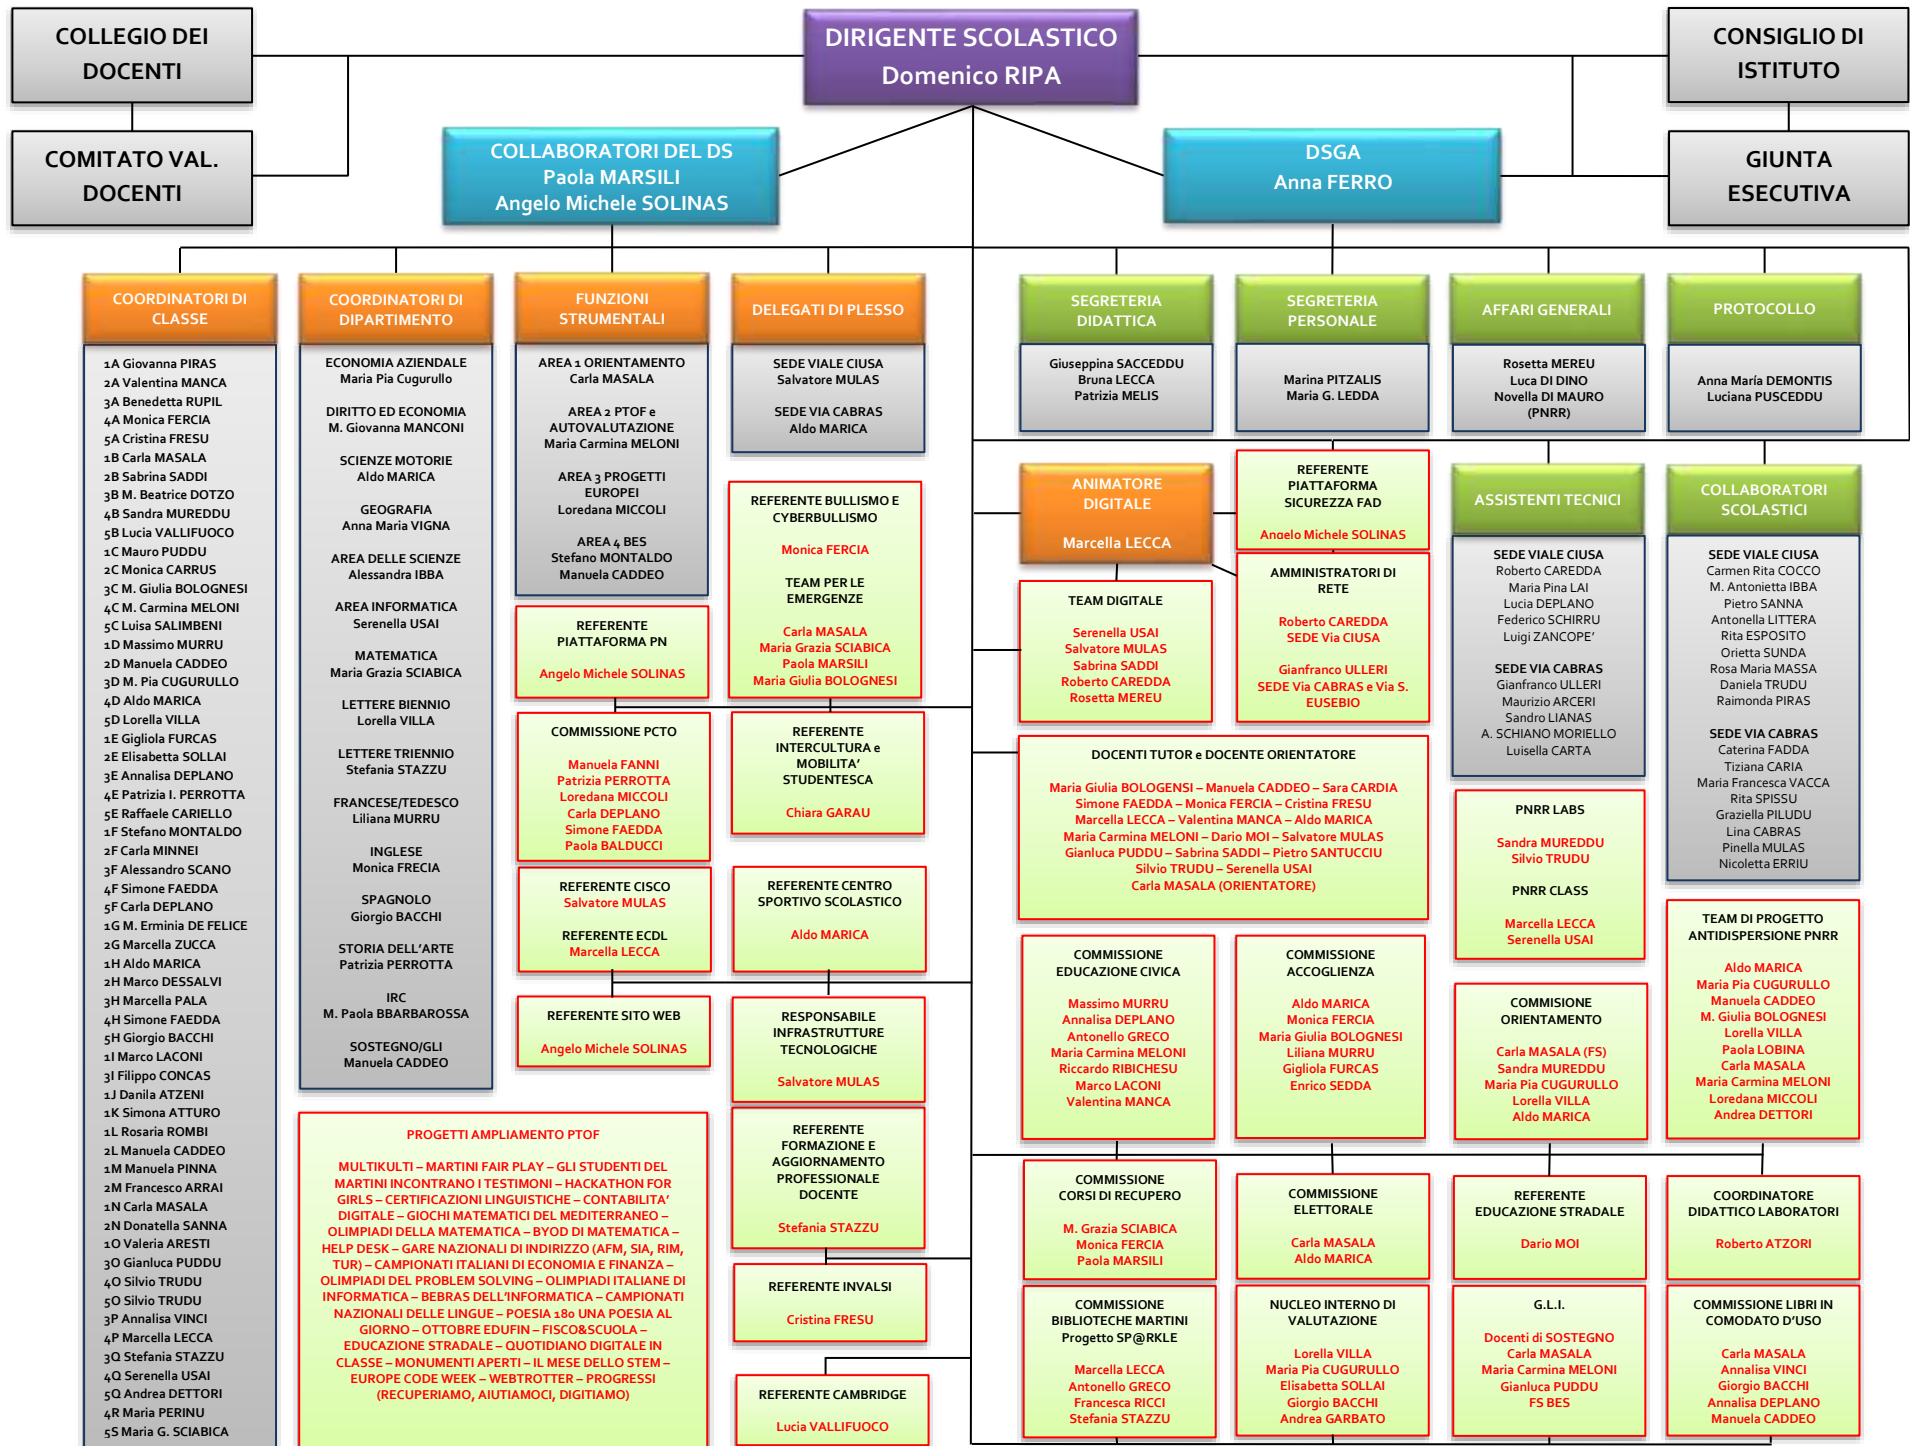 COLLEGIO DEI
DOCENTI
DIRIGENTE SCOLASTICO
Domenico RIPA
CONSIGLIO DI
ISTITUTO
COMITATO VAL.
DOCENTI
COLLABORATORI DEL DS
Paola MARSILI
Angelo Michele SOLINAS
DSGA
Anna FERRO
GIUNTA
ESECUTIVA
COORDINATORI DI
CLASSE
1A Giovanna PIRAS
2A Valentina MANCA
3A Benedetta RUPIL
4A Monica FERCIA
5A Cristina FRESU
1B Carla MASALA
2B Sabrina SADDI
3B M. Beatrice DOTZO
4B Sandra MUREDDU
5B Lucia VALLIFUOCO
1C Mauro PUDDU
2C Monica CARRUS
3C M. Giulia BOLOGNESI
4C M. Carmina MELONI
5C Luisa SALIMBENI
1D Massimo MURRU
2D Manuela CADDEO
3D M. Pia CUGURULLO
4D Aldo MARICA
5D Lorella VILLA
1E Gigliola FURCAS
2E Elisabetta SOLLAI
3E Annalisa DEPLANO
4E Patrizia I. PERROTTA
5E Raffaele CARIELLO
1F Stefano MONTALDO
2F Carla MINNEI
3F Alessandro SCANO
4F Simone FAEDDA
5F Carla DEPLANO
1G M. Erminia DE FELICE
2G Marcella ZUCCA
1H Aldo MARICA
2H Marco DESSALVI
3H Marcella PALA
4H Simone FAEDDA
5H Giorgio BACCHI
1I Marco LACONI
3I Filippo CONCAS
1J Danila ATZENI
1K Simona ATTURO
1L Rosaria ROMBI
2L Manuela CADDEO
1M Manuela PINNA
2M Francesco ARRAI
1N Carla MASALA
2N Donatella SANNA
1O Valeria ARESTI
3O Gianluca PUDDU
4O Silvio TRUDU
5O Silvio TRUDU
3P Annalisa VINCI
4P Marcella LECCA
3Q Stefania STAZZU
4Q Serenella USAI
5Q Andrea DETTORI
4R Maria PERINU
5S Maria G. SCIABICA
COORDINATORI DI
DIPARTIMENTO
ECONOMIA AZIENDALE
Maria Pia Cugurullo
DIRITTO ED ECONOMIA
M. Giovanna MANCONI
SCIENZE MOTORIE
Aldo MARICA
GEOGRAFIA
Anna Maria VIGNA
AREA DELLE SCIENZE
Alessandra IBBA
AREA INFORMATICA
Serenella USAI
MATEMATICA
Maria Grazia SCIABICA
LETTERE BIENNIO
Lorella VILLA
LETTERE TRIENNIO
Stefania STAZZU
FRANCESE/TEDESCO
Liliana MURRU
INGLESE
Monica FRECIA
SPAGNOLO
Giorgio BACCHI
STORIA DELL'ARTE
Patrizia PERROTTA
IRC
M. Paola BBARBAROSSA
SOSTEGNO/GLI
Manuela CADDEO
FUNZIONI
STRUMENTALI
AREA 1 ORIENTAMENTO
Carla MASALA
AREA 2 PTOF e
AUTOVALUTAZIONE
Maria Carmina MELONI
AREA 3 PROGETTI
EUROPEI
Loredana MICCOLI
AREA 4 BES
Stefano MONTALDO
Manuela CADDEO
REFERENTE
PIATTAFORMA PN
Angelo Michele SOLINAS
COMMISSIONE PCTO
Manuela FANNI
Patrizia PERROTTA
Loredana MICCOLI
Carla DEPLANO
Simone FAEDDA
Paola BALDUCCI
REFERENTE CISCO
Salvatore MULAS
REFERENTE ECDL
Marcella LECCA
REFERENTE SITO WEB
Angelo Michele SOLINAS
PROGETTI AMPLIAMENTO PTOF
MULTIKULTI – MARTINI FAIR PLAY – GLI STUDENTI DEL
MARTINI INCONTRANO I TESTIMONI – HACKATHON FOR
GIRLS – CERTIFICAZIONI LINGUISTICHE – CONTABILITA'
DIGITALE – GIOCHI MATEMATICI DEL MEDITERRANEO –
OLIMPIADI DELLA MATEMATICA – BYOD DI MATEMATICA –
HELP DESK – GARE NAZIONALI DI INDIRIZZO (AFM, SIA, RIM,
TUR) – CAMPIONATI ITALIANI DI ECONOMIA E FINANZA –
OLIMPIADI DEL PROBLEM SOLVING – OLIMPIADI ITALIANE DI
INFORMATICA – BEBRAS DELL'INFORMATICA – CAMPIONATI
NAZIONALI DELLE LINGUE – POESIA 180 UNA POESIA AL
GIORNO – OTTOBRE EDUFIN – FISCO&SCUOLA –
EDUCAZIONE STRADALE – QUOTIDIANO DIGITALE IN
CLASSE – MONUMENTI APERTI – IL MESE DELLO STEM –
EUROPE CODE WEEK – WEBTROTTER – PROGRESSI
(RECUPERIAMO, AIUTIAMOCI, DIGITIAMO)
DELEGATI DI PLESSO
SEDE VIALE CIUSA
Salvatore MULAS
SEDE VIA CABRAS
Aldo MARICA
REFERENTE BULLISMO E
CYBERBULLISMO
Monica FERCIA
TEAM PER LE
EMERGENZE
Carla MASALA
Maria Grazia SCIABICA
Paola MARSILI
Maria Giulia BOLOGNESI
REFERENTE
INTERCULTURA e
MOBILITA'
STUDENTESCA
Chiara GARAU
REFERENTE CENTRO
SPORTIVO SCOLASTICO
Aldo MARICA
RESPONSABILE
INFRASTRUTTURE
TECNOLOGICHE
Salvatore MULAS
REFERENTE
FORMAZIONE E
AGGIORNAMENTO
PROFESSIONALE
DOCENTE
Stefania STAZZU
REFERENTE INVALSI
Cristina FRESU
REFERENTE CAMBRIDGE
Lucia VALLIFUOCO
SEGRETERIA
DIDATTICA
Giuseppina SACCEDDU
Bruna LECCA
Patrizia MELIS
SEGRETERIA
PERSONALE
Marina PITZALIS
Maria G. LEDDA
AFFARI GENERALI
Rosetta MEREU
Luca DI DINO
Novella DI MAURO
(PNRR)
PROTOCOLLO
Anna María DEMONTIS
Luciana PUSCEDDU
ANIMATORE
DIGITALE
Marcella LECCA
REFERENTE
PIATTAFORMA
SICUREZZA FAD
Angelo Michele SOLINAS
TEAM DIGITALE
Serenella USAI
Salvatore MULAS
Sabrina SADDI
Roberto CAREDDA
Rosetta MEREU
AMMINISTRATORI DI
RETE
Roberto CAREDDA
SEDE Via CIUSA
Gianfranco ULLERI
SEDE Via CABRAS e Via S.
EUSEBIO
DOCENTI TUTOR e DOCENTE ORIENTATORE
Maria Giulia BOLOGENSI – Manuela CADDEO – Sara CARDIA
Simone FAEDDA – Monica FERCIA – Cristina FRESU
Marcella LECCA – Valentina MANCA – Aldo MARICA
Maria Carmina MELONI – Dario MOI – Salvatore MULAS
Gianluca PUDDU – Sabrina SADDI – Pietro SANTUCCIU
Silvio TRUDU – Serenella USAI
Carla MASALA (ORIENTATORE)
ASSISTENTI TECNICI
SEDE VIALE CIUSA
Roberto CAREDDA
Maria Pina LAI
Lucia DEPLANO
Federico SCHIRRU
Luigi ZANCOPE'
SEDE VIA CABRAS
Gianfranco ULLERI
Maurizio ARCERI
Sandro LIANAS
A. SCHIANO MORIELLO
Luisella CARTA
COLLABORATORI
SCOLASTICI
SEDE VIALE CIUSA
Carmen Rita COCCO
M. Antonietta IBBA
Pietro SANNA
Antonella LITTERA
Rita ESPOSITO
Orietta SUNDA
Rosa Maria MASSA
Daniela TRUDU
Raimonda PIRAS
SEDE VIA CABRAS
Caterina FADDA
Tiziana CARIA
Maria Francesca VACCA
Rita SPISSU
Graziella PILUDU
Lina CABRAS
Pinella MULAS
Nicoletta ERRIU
PNRR LABS
Sandra MUREDDU
Silvio TRUDU
PNRR CLASS
Marcella LECCA
Serenella USAI
TEAM DI PROGETTO
ANTIDISPERSIONE PNRR
Aldo MARICA
Maria Pia CUGURULLO
Manuela CADDEO
M. Giulia BOLOGNESI
Lorella VILLA
Paola LOBINA
Carla MASALA
Maria Carmina MELONI
Loredana MICCOLI
Andrea DETTORI
COMMISSIONE
EDUCAZIONE CIVICA
Massimo MURRU
Annalisa DEPLANO
Antonello GRECO
Maria Carmina MELONI
Riccardo RIBICHESU
Marco LACONI
Valentina MANCA
COMMISSIONE
ACCOGLIENZA
Aldo MARICA
Monica FERCIA
Maria Giulia BOLOGNESI
Liliana MURRU
Gigliola FURCAS
Enrico SEDDA
COMMISIONE
ORIENTAMENTO
Carla MASALA (FS)
Sandra MUREDDU
Maria Pia CUGURULLO
Lorella VILLA
Aldo MARICA
COMMISSIONE
CORSI DI RECUPERO
M. Grazia SCIABICA
Monica FERCIA
Paola MARSILI
COMMISSIONE
ELETTORALE
Carla MASALA
Aldo MARICA
REFERENTE
EDUCAZIONE STRADALE
Dario MOI
COORDINATORE
DIDATTICO LABORATORI
Roberto ATZORI
COMMISSIONE
BIBLIOTECHE MARTINI
Progetto SP@RKLE
Marcella LECCA
Antonello GRECO
Francesca RICCI
Stefania STAZZU
NUCLEO INTERNO DI
VALUTAZIONE
Lorella VILLA
Maria Pia CUGURULLO
Elisabetta SOLLAI
Giorgio BACCHI
Andrea GARBATO
G.L.I.
Docenti di SOSTEGNO
Carla MASALA
Maria Carmina MELONI
Gianluca PUDDU
FS BES
COMMISSIONE LIBRI IN
COMODATO D'USO
Carla MASALA
Annalisa VINCI
Giorgio BACCHI
Annalisa DEPLANO
Manuela CADDEO